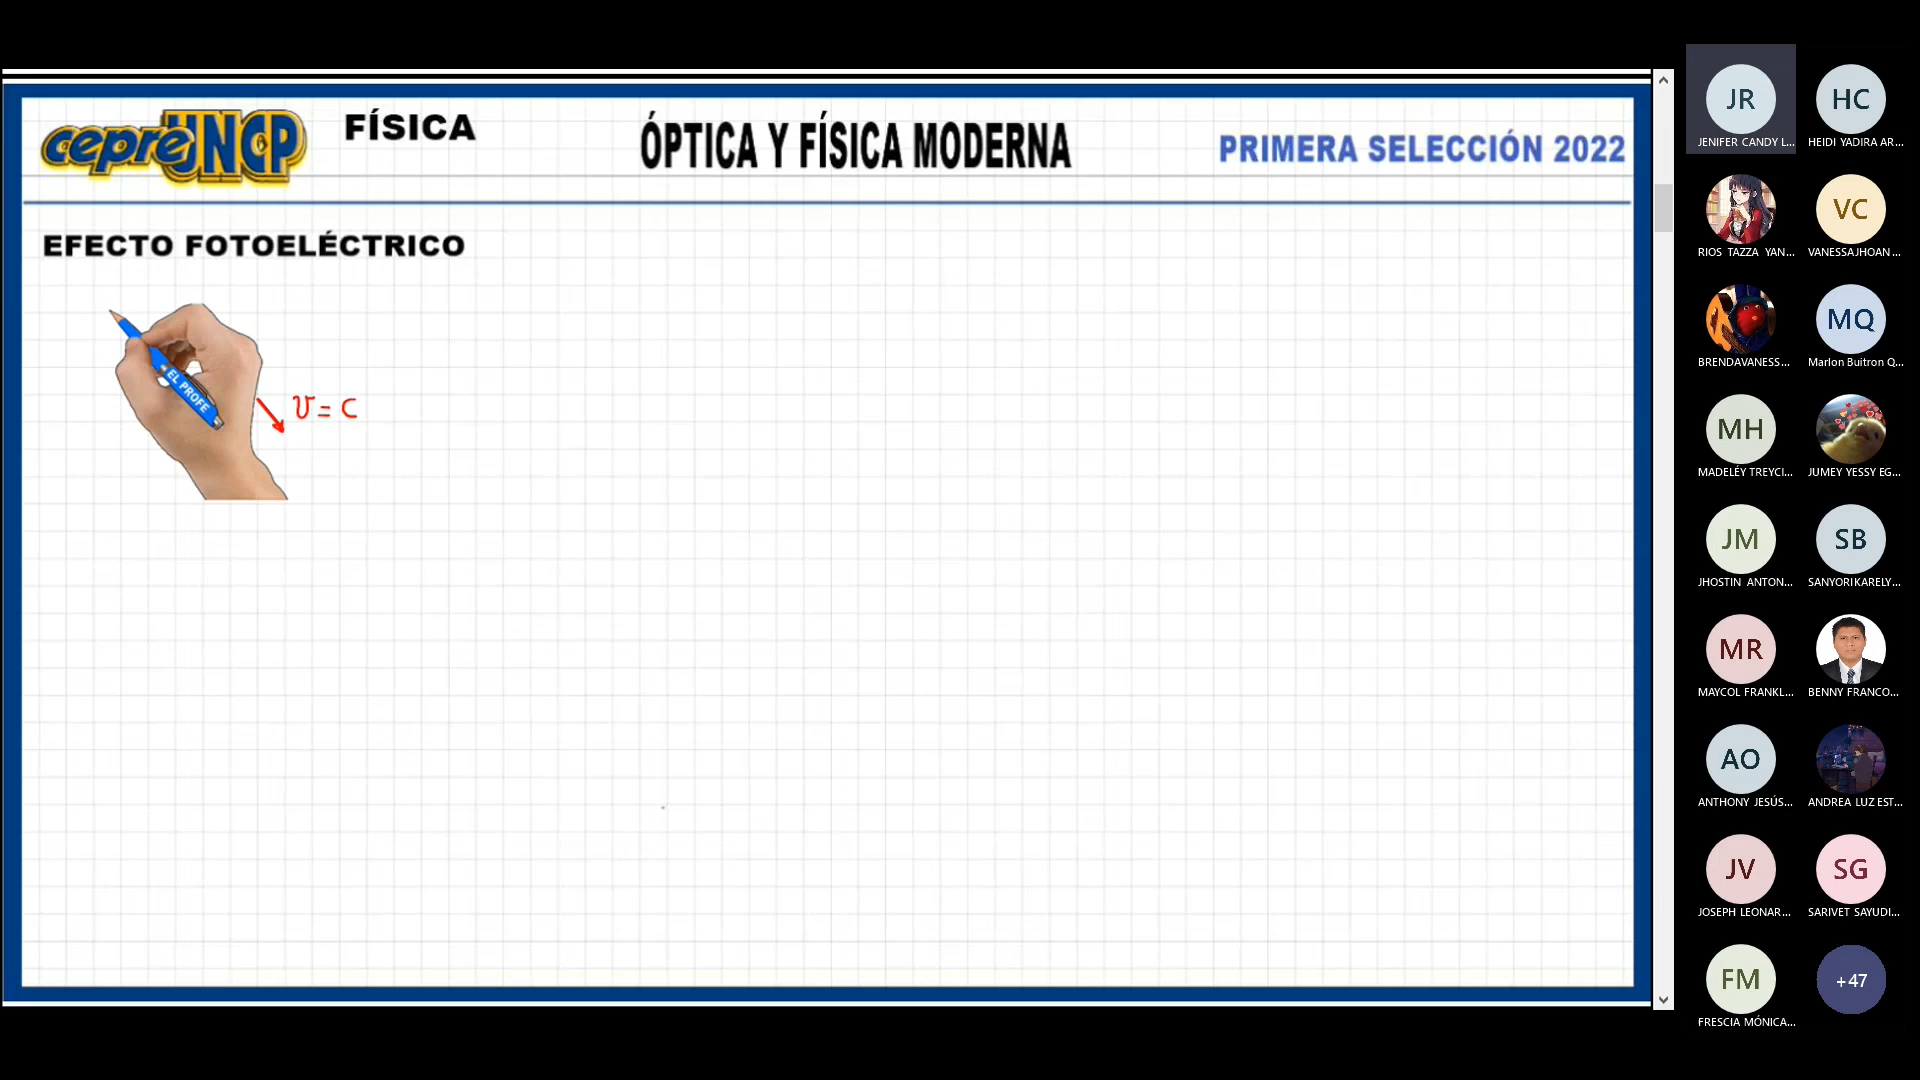 cepreUNCP
FÍSICA
ÓPTICA Y FÍSICA MODERNA
PRIMERA SELECCIÓN 2022
EFECTO FOTOELÉCTRICO
EL PROFE
v = c
JR
JENIFER CANDY L...
HC
HEIDI YADIRA AR...
RIOS TAZZA YAN...
VC
VANESSAJHOAN...
BRENDAVANESS...
MQ
Marlon Buitron Q...
MH
MADELÉY TREYCI...
JUMEY YESSY EG...
JM
JHOSTIN ANTON...
SB
SANYORIKARELY...
MR
MAYCOL FRANKL...
BENNY FRANCO...
AO
ANTHONY JESÚS...
ANDREA LUZ EST...
JV
JOSEPH LEONAR...
SG
SARIVET SAYUDI...
FM
FRESCIA MÓNICA...
+47